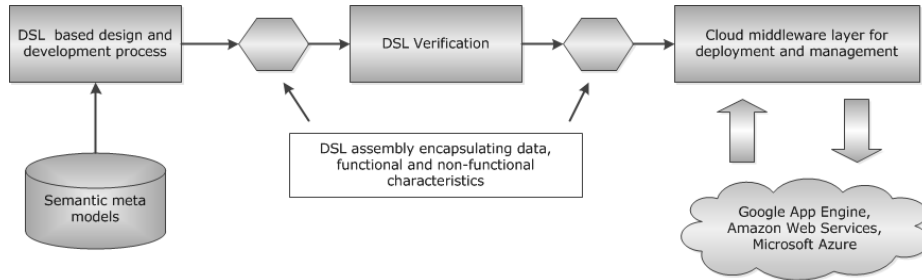 DSL based design and
development process
DSL Verification
Cloud middleware layer for
deployment and management
DSL assembly encapsulating data,
functional and non-functional
characteristics
Semantic meta
models
Google App Engine,
Amazon Web Services,
Microsoft Azure